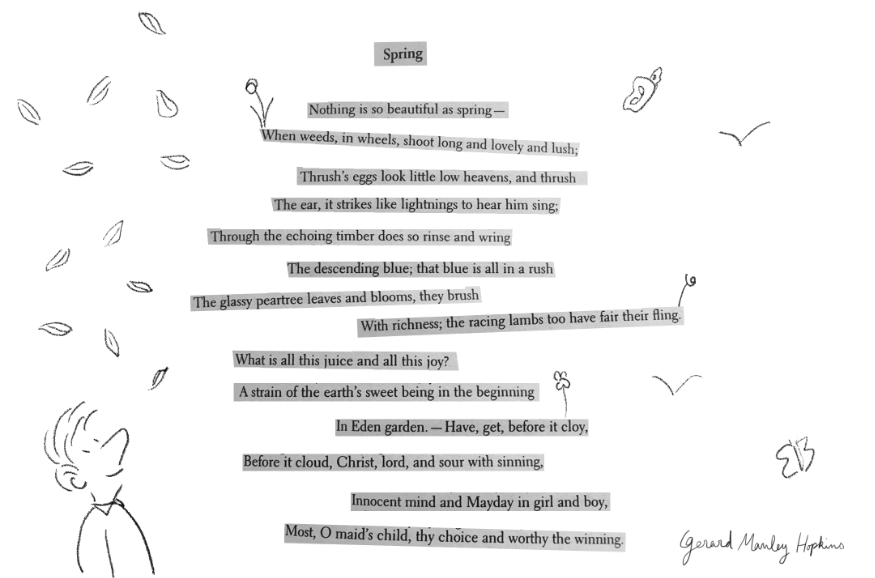 Spring
Nothing is so beautiful as spring—
When weeds, in wheels, shoot long and lovely and lush;
Thrush's eggs look little low heavens, and thrush
The ear, it strikes like lightnings to hear him sing;
Through the echoing timber does so rinse and wring
The descending blue; that blue is all in a rush
The glassy peartree leaves and blooms, they brush
With richness; the racing lambs too have fair their fling.
What is all this juice and all this joy?
A strain of the earth's sweet being in the beginning
In Eden garden.—Have, get, before it cloy,
Before it cloud, Christ, lord, and sour with sinning,
Innocent mind and Mayday in girl and boy,
Most, O maid's child, thy choice and worthy the winning.
Gerard Manley Hopkins